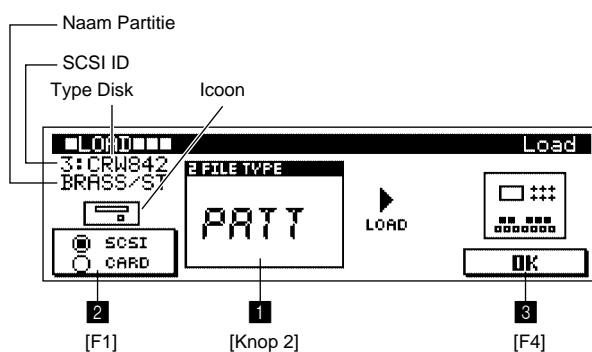 Naam Partitie
SCSI ID
Type Disk Icoon
LOAD Load
3:CRW842
BRASS/ST
2 FILE TYPE
PATT
LOAD
SCSI
CARD
OK
2 1 3
[F1] [Knop 2] [F4]